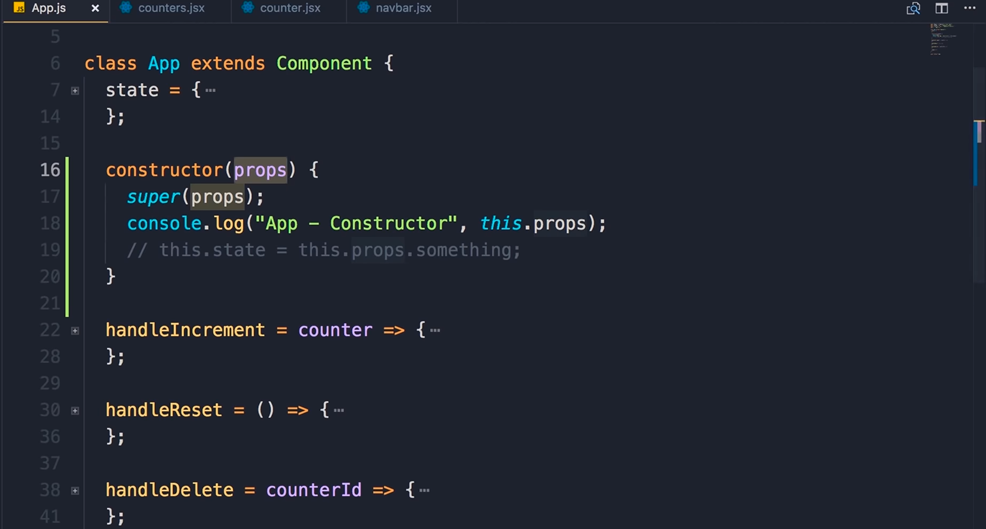 JS App.js × counters.jsx counter.jsx navbar.jsx ···
5
6 class App extends Component {
7 state = { ···
14 };
15
16 constructor(props) {
17 super(props);
18 console.log("App - Constructor", this.props);
19 // this.state = this.props.something;
20 }
21
22 handleIncrement = counter => { ···
28 };
29
30 handleReset = () => { ···
36 };
37
38 handleDelete = counterId => { ···
41 };